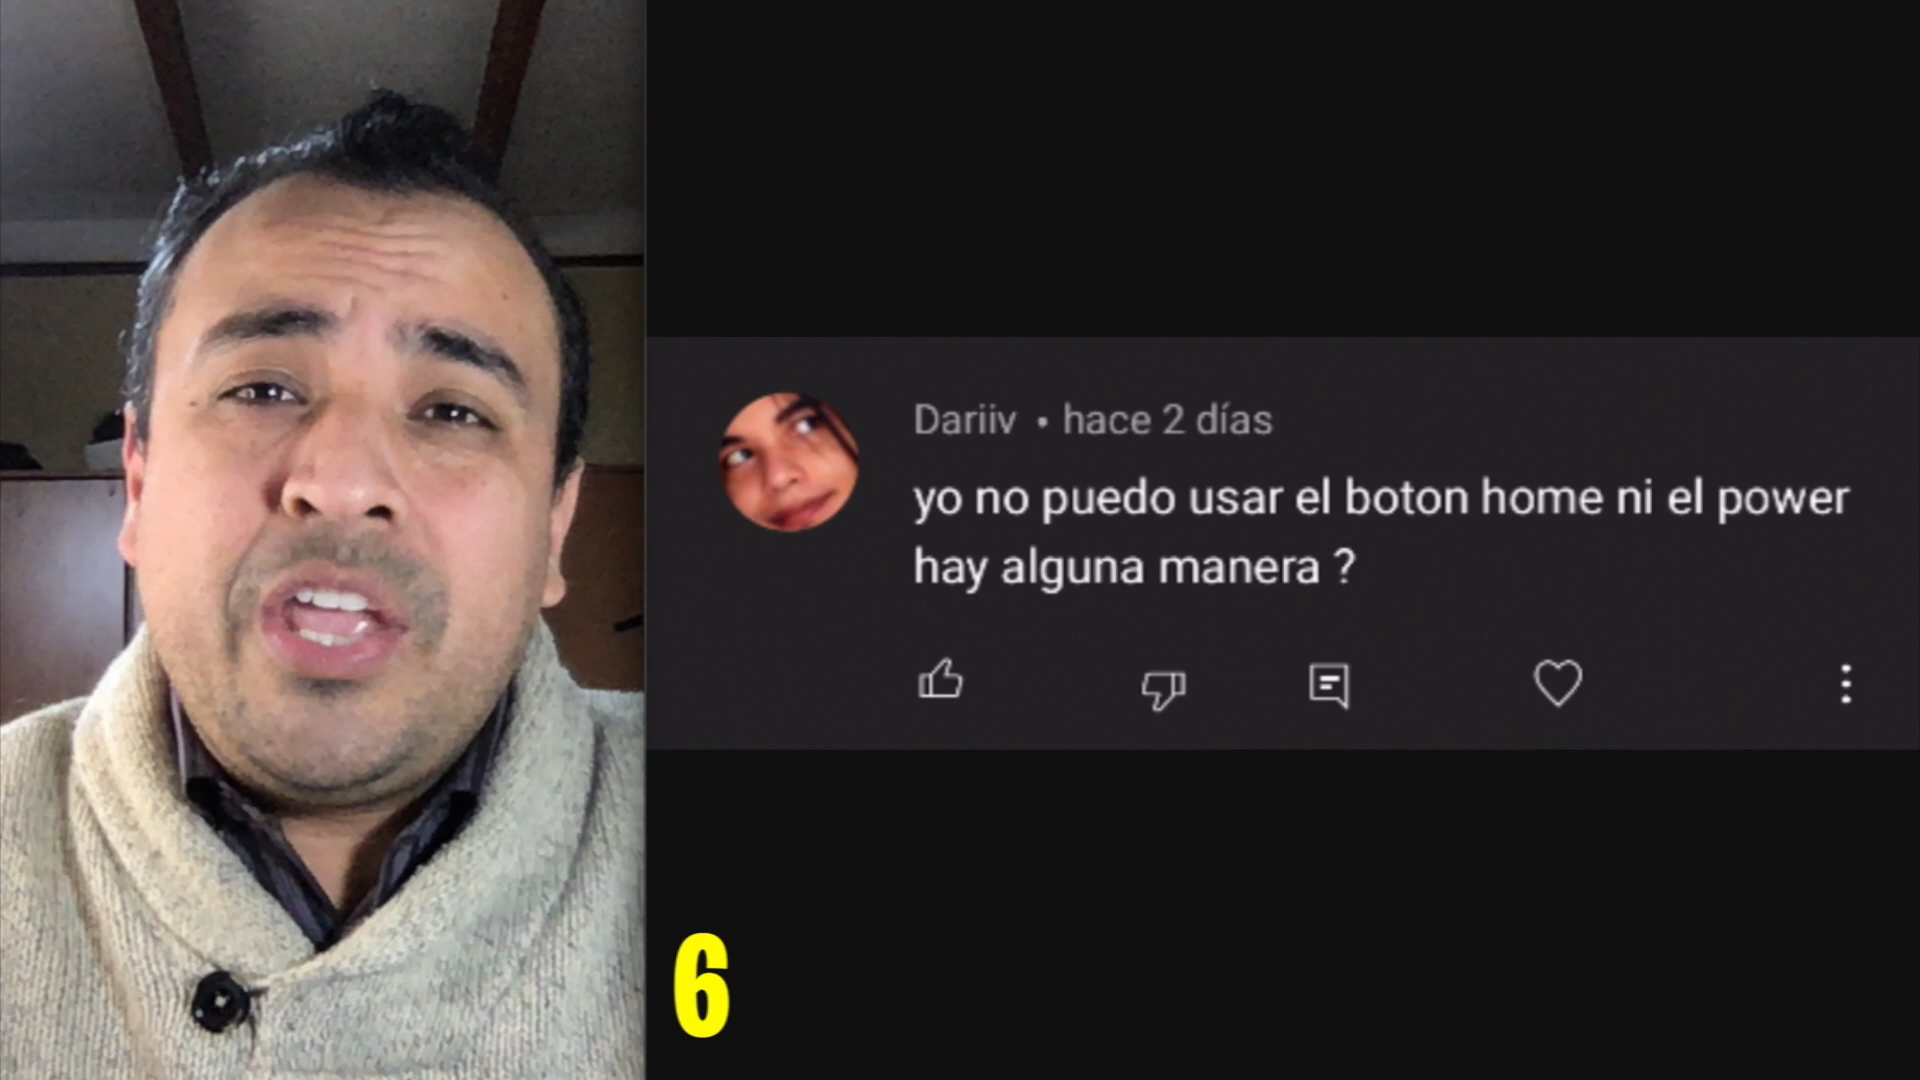 Dariiv • hace 2 días
yo no puedo usar el boton home ni el power
hay alguna manera ?
6